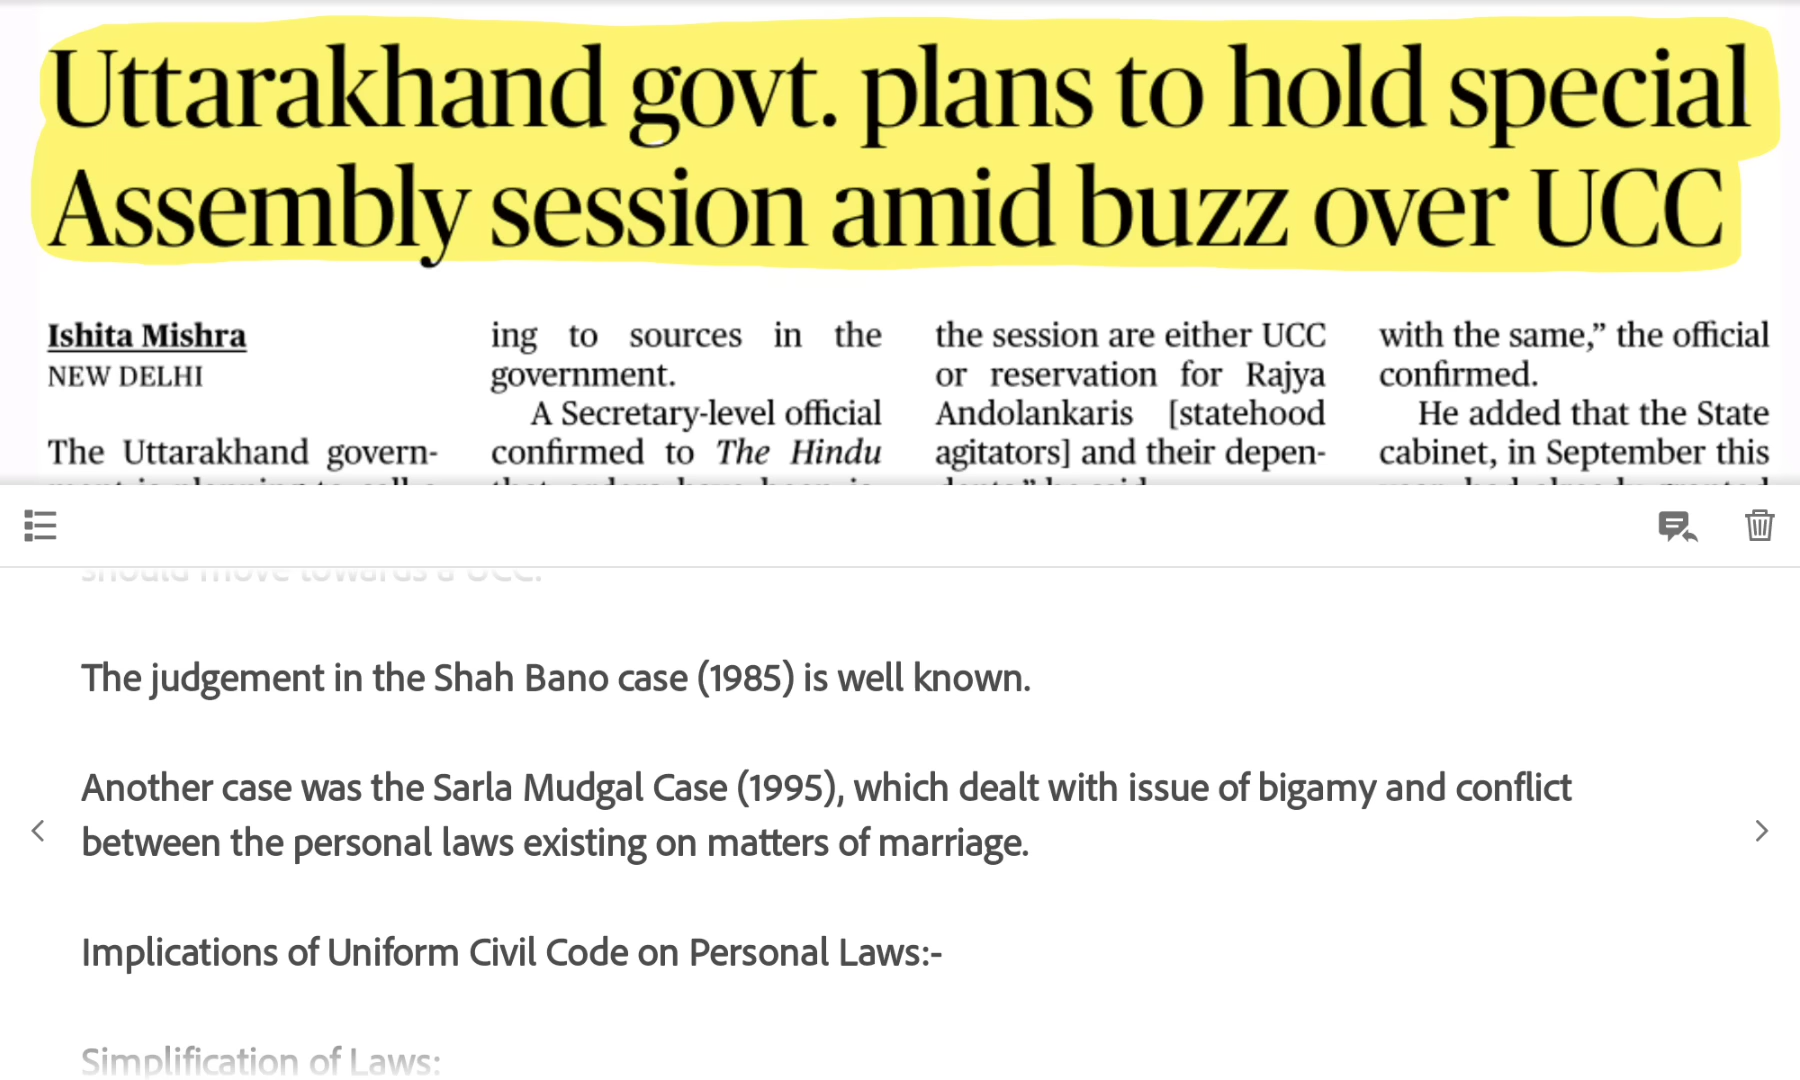 Uttarakhand govt. plans to hold special
Assembly session amid buzz over UCC
Ishita Mishra
NEW DELHI
The Uttarakhand govern-
ing to sources in the
government.
A Secretary-level official
confirmed to The Hindu
the session are either UCC
or reservation for Rajya
Andolankaris [statehood
agitators] and their depen-
with the same,” the official
confirmed.
He added that the State
cabinet, in September this
should move towards a UCC.
The judgement in the Shah Bano case (1985) is well known.
Another case was the Sarla Mudgal Case (1995), which dealt with issue of bigamy and conflict
between the personal laws existing on matters of marriage.
Implications of Uniform Civil Code on Personal Laws:-
Simplification of Laws: